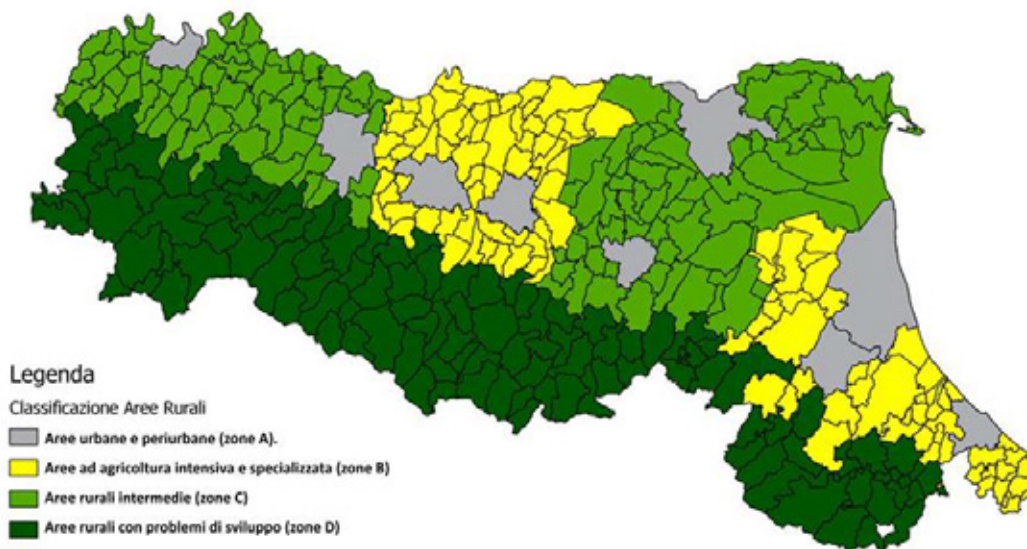 Legenda
Classificazione Aree Rurali
Aree urbane e periurbane (zone A).
Aree ad agricoltura intensiva e specializzata (zone B)
Aree rurali intermedie (zone C)
Aree rurali con problemi di sviluppo (zone D)